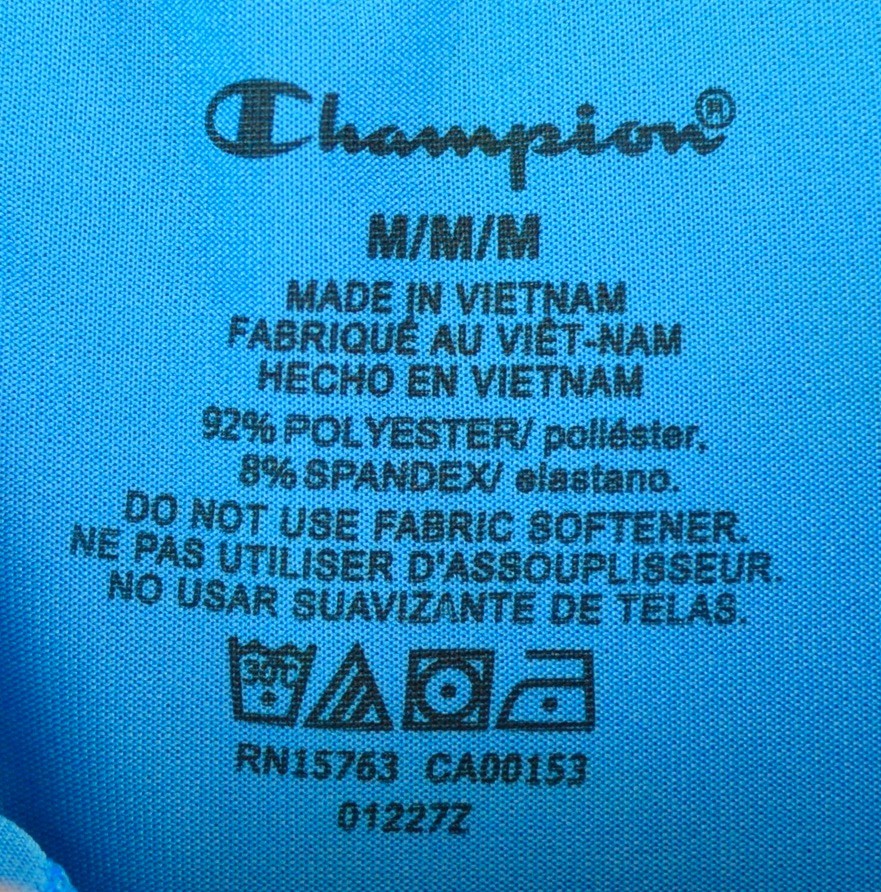 Champion®
M/M/M
MADE IN VIETNAM
FABRIQUÉ AU VIÊT-NAM
HECHO EN VIETNAM
92% POLYESTER/ poliéster.
8% SPANDEX/ elastano.
DO NOT USE FABRIC SOFTENER.
NE PAS UTILISER D'ASSOUPLISSEUR.
NO USAR SUAVIZANTE DE TELAS.
30°C
RN15763 CA00153
01227Z